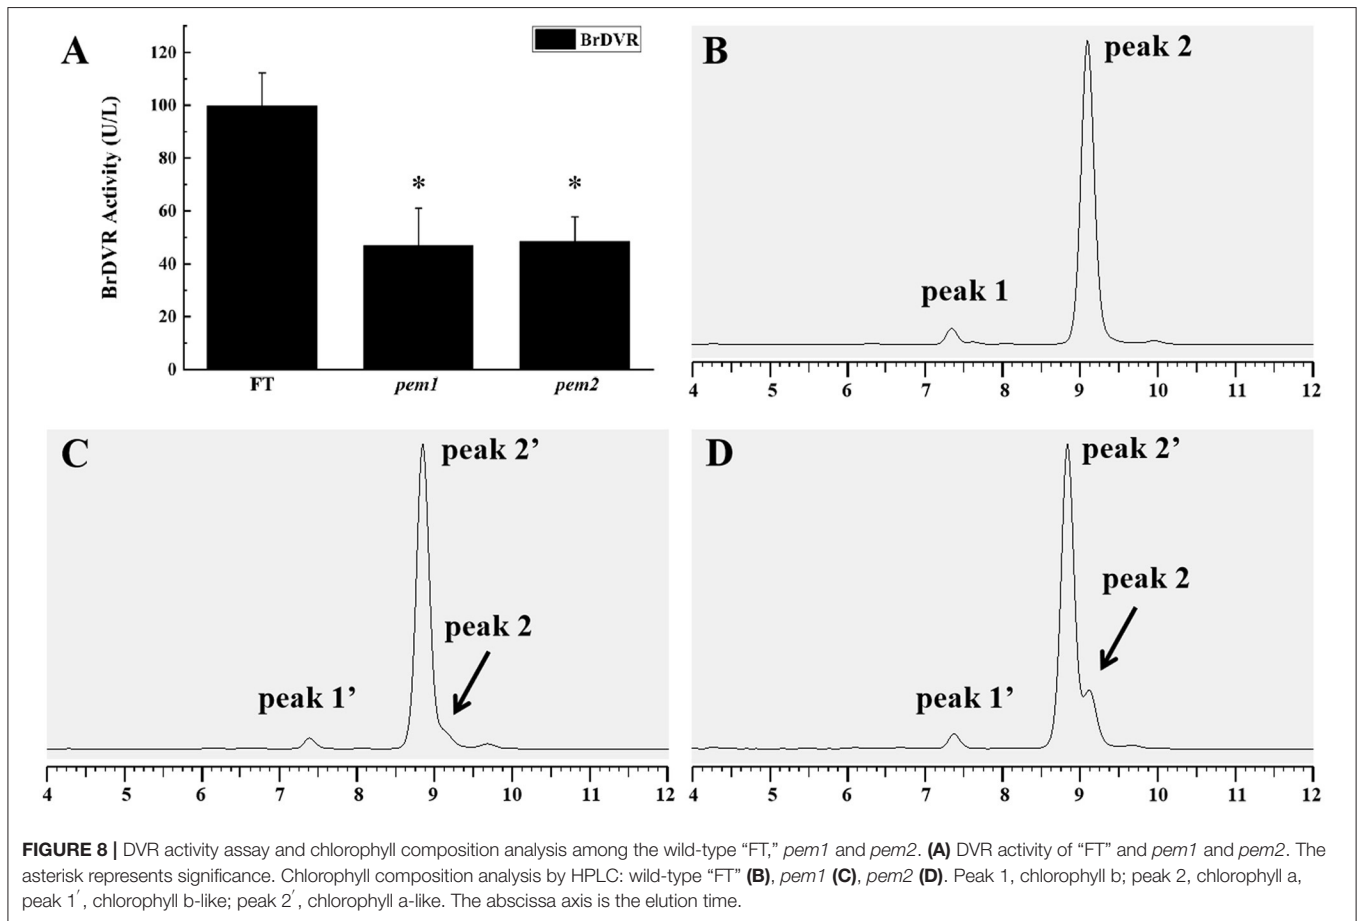 A
BrDVR
BrDVR Activity (U/L)
120
100
80
60
40
20
0
*
*
FT
pem1
pem2
B
peak 2
peak 1
4 5 6 7 8 9 10 11 12
C
peak 2’
peak 2
peak 1’
4 5 6 7 8 9 10 11 12
D
peak 2’
peak 2
peak 1’
4 5 6 7 8 9 10 11 12
FIGURE 8 | DVR activity assay and chlorophyll composition analysis among the wild-type “FT,” pem1 and pem2. (A) DVR activity of “FT” and pem1 and pem2. The
asterisk represents significance. Chlorophyll composition analysis by HPLC: wild-type “FT” (B), pem1 (C), pem2 (D). Peak 1, chlorophyll b; peak 2, chlorophyll a,
peak 1′, chlorophyll b-like; peak 2′, chlorophyll a-like. The abscissa axis is the elution time.